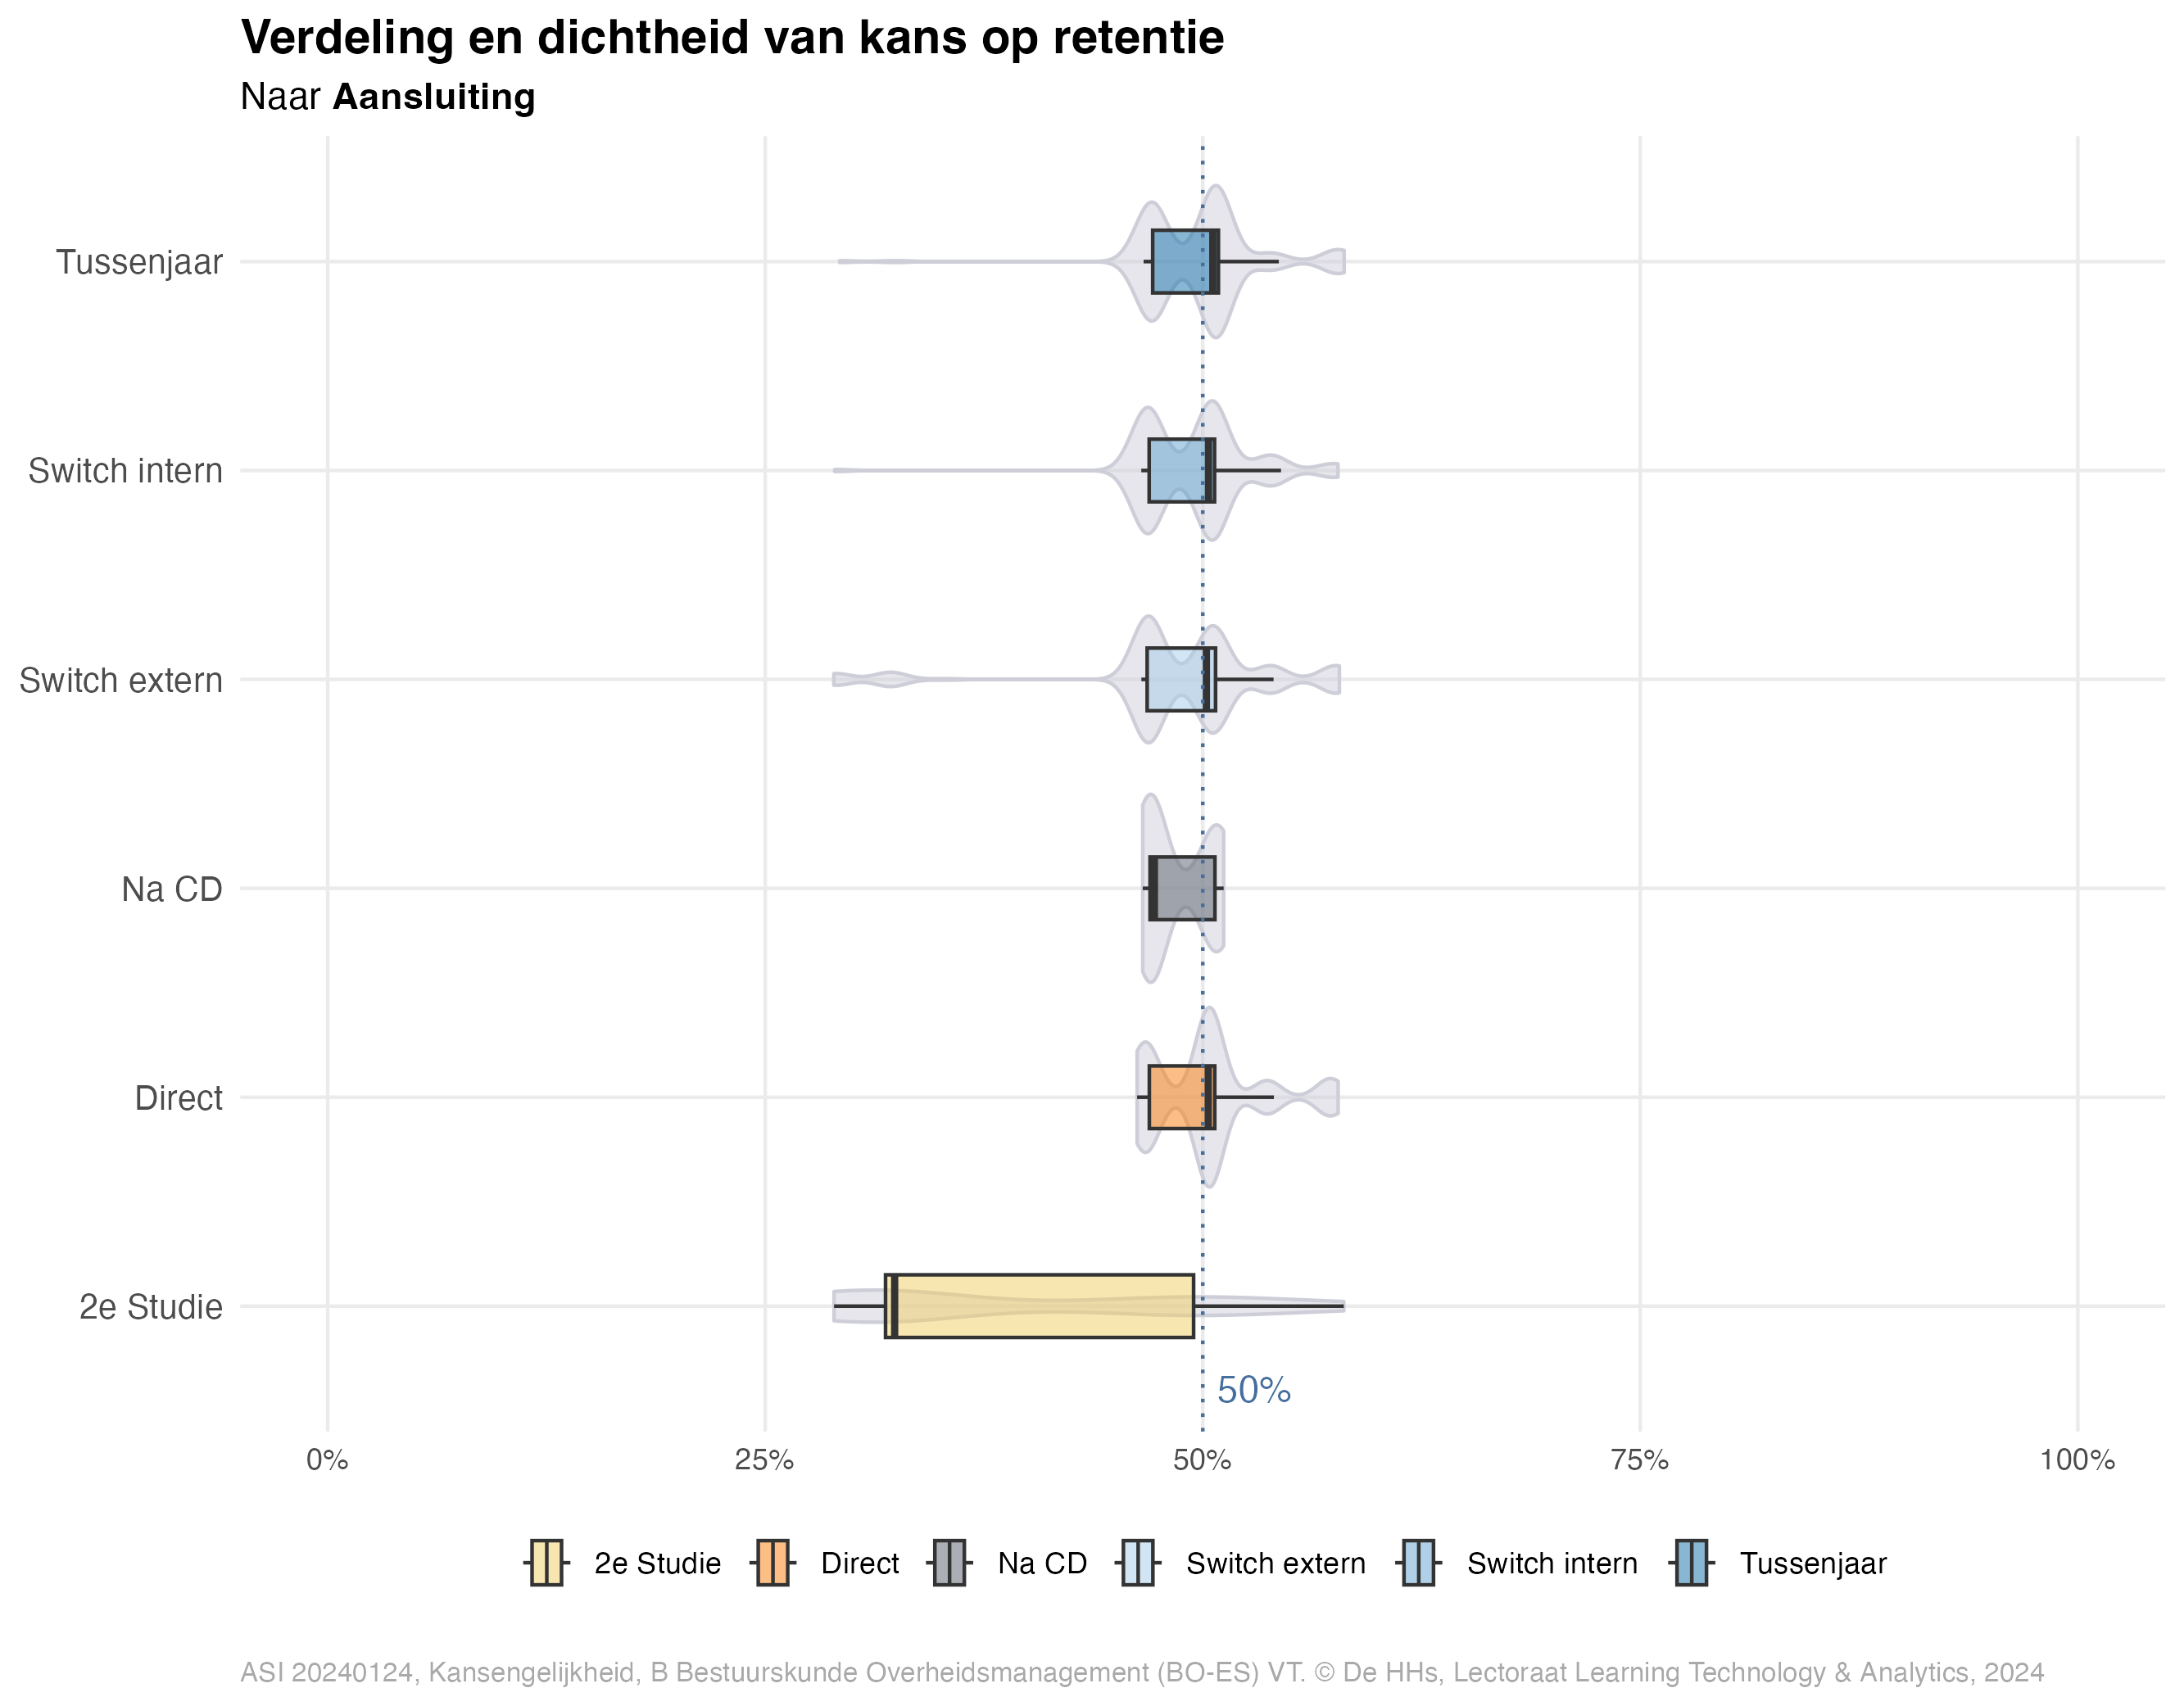 Verdeling en dichtheid van kans op retentie
Naar Aansluiting
Tussenjaar
Switch intern
Switch extern
Na CD
Direct
2e Studie
50%
0% 25% 50% 75% 100%
2e Studie Direct Na CD Switch extern Switch intern Tussenjaar
ASI 20240124, Kansengelijkheid, B Bestuurskunde Overheidsmanagement (BO-ES) VT. © De HHs, Lectoraat Learning Technology & Analytics, 2024